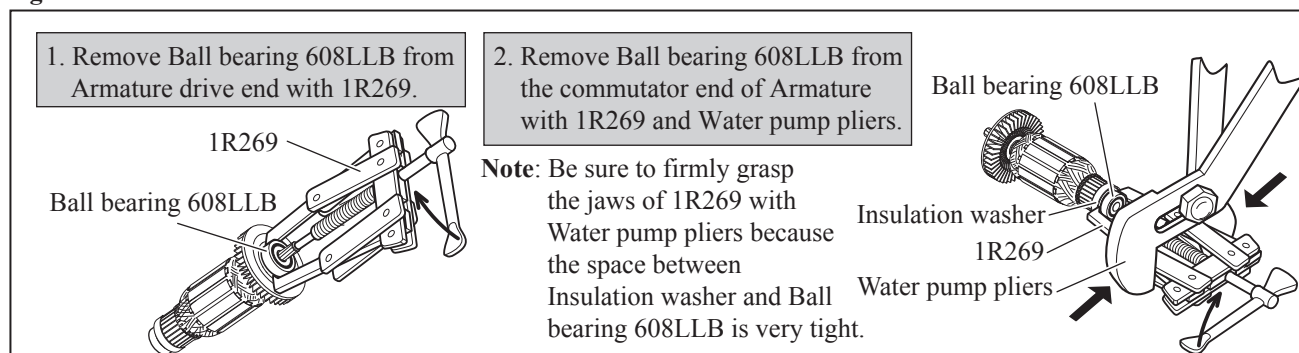 1. Remove Ball bearing 608LLB from
Armature drive end with 1R269.
1R269
Ball bearing 608LLB
2. Remove Ball bearing 608LLB from
the commutator end of Armature
with 1R269 and Water pump pliers.
Note: Be sure to firmly grasp
the jaws of 1R269 with
Water pump pliers because
the space between
Insulation washer and Ball
bearing 608LLB is very tight.
Ball bearing 608LLB
Insulation washer
1R269
Water pump pliers